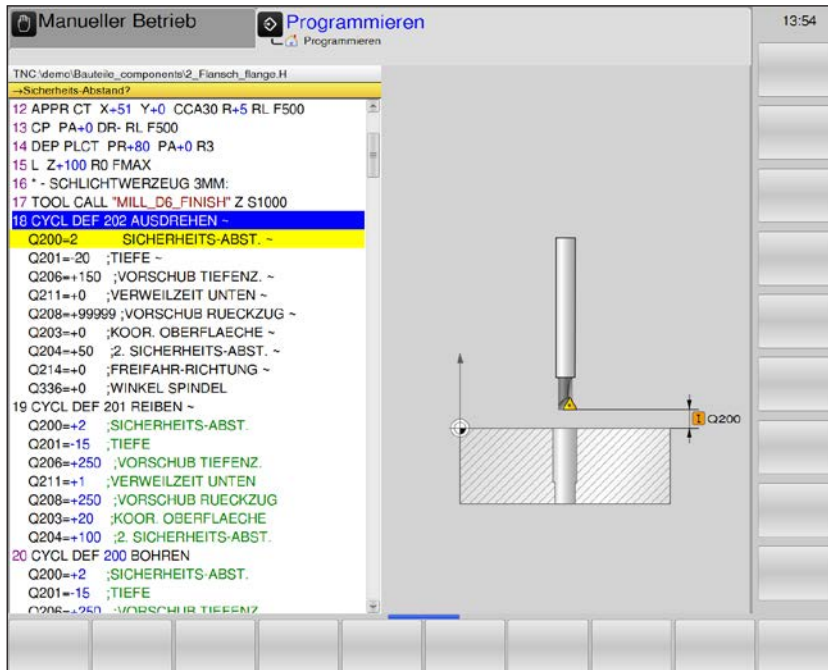 Manueller Betrieb
Programmieren
Programmieren
13:54
TNC:\demo\Bauteile_components\2_Flansch_flange.H
→Sicherheits-Abstand?
12 APPR CT X+51 Y+0 CCA30 R+5 RL F500
13 CP PA+0 DR- RL F500
14 DEP PLCT PR+80 PA+0 R3
15 L Z+100 R0 FMAX
16 * - SCHLICHTWERZEUG 3MM:
17 TOOL CALL "MILL_D6_FINISH" Z S1000
18 CYCL DEF 202 AUSDREHEN ~
Q200=2 SICHERHEITS-ABST. ~
Q201=-20 ;TIEFE ~
Q206=+150 ;VORSCHUB TIEFENZ. ~
Q211=+0 ;VERWEILZEIT UNTEN ~
Q208=+99999 ;VORSCHUB RUECKZUG ~
Q203=+0 ;KOOR. OBERFLAECHE ~
Q204=+50 ;2. SICHERHEITS-ABST. ~
Q214=+0 ;FREIFAHR-RICHTUNG ~
Q336=+0 ;WINKEL SPINDEL
19 CYCL DEF 201 REIBEN ~
Q200=+2 ;SICHERHEITS-ABST.
Q201=-15 ;TIEFE
Q206=+250 ;VORSCHUB TIEFENZ.
Q211=+1 ;VERWEILZEIT UNTEN
Q208=+250 ;VORSCHUB RUECKZUG
Q203=+20 ;KOOR. OBERFLAECHE
Q204=+100 ;2. SICHERHEITS-ABST.
20 CYCL DEF 200 BOHREN
Q200=+2 ;SICHERHEITS-ABST.
Q201=-15 ;TIEFE
Q206=+250 ;VORSCHUB TIEFENZ
Q200